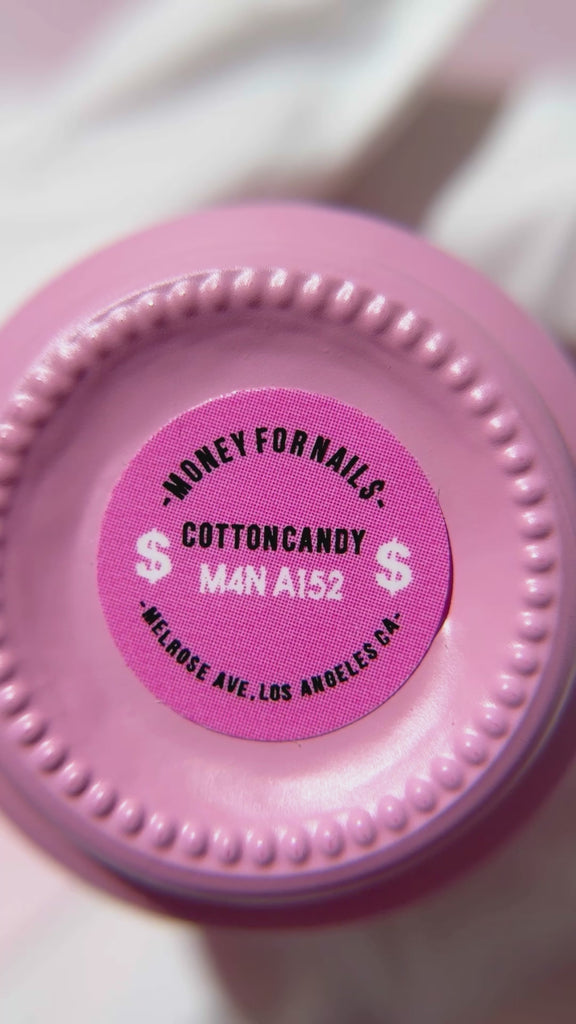 -MONEY FOR NAILS-
COTTONCANDY
$ M4N A152 $
-MELROSE AVE, LOS ANGELES CA-